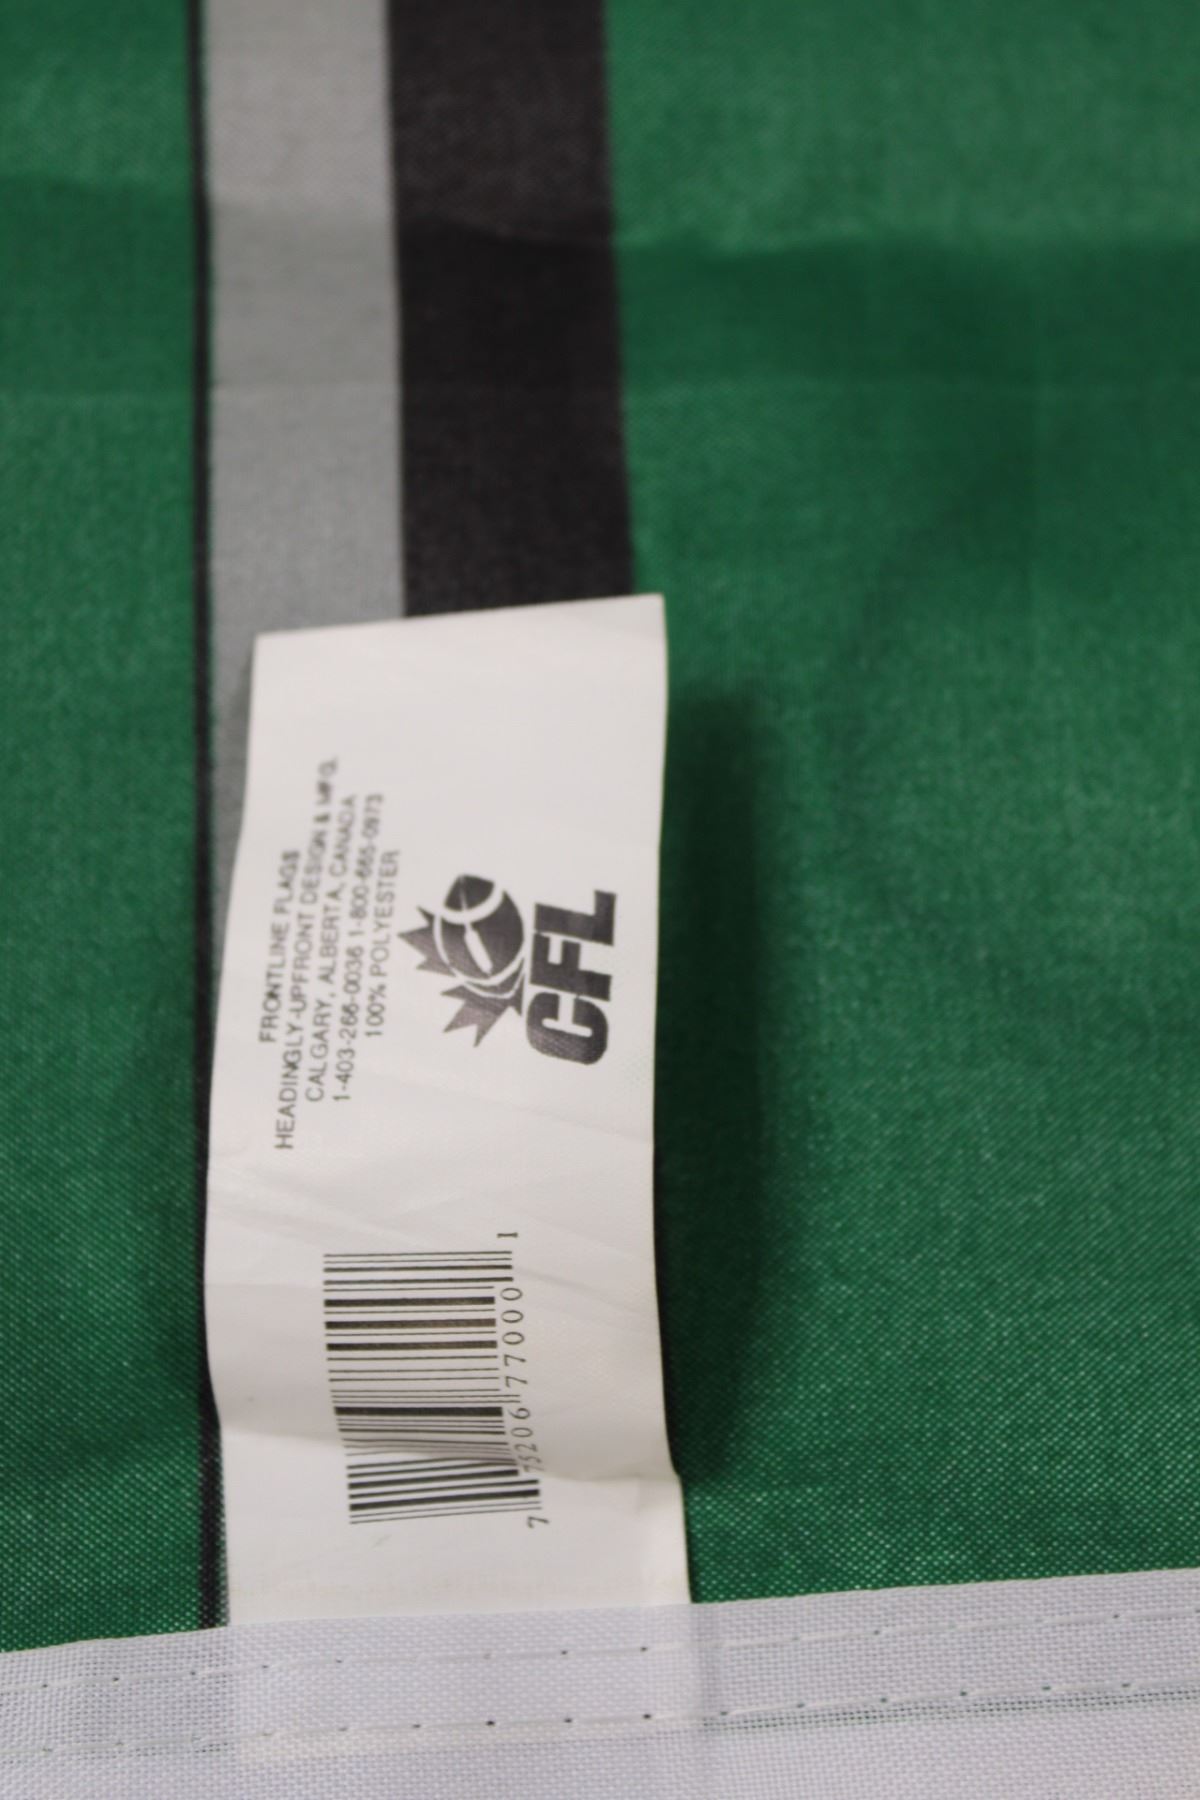 FRONTLINE FLAGS
HEADINGLY-UPFRONT DESIGN & MFG.
CALGARY, ALBERTA, CANADA
1-403-266-0036 1-800-665-0973
100% POLYESTER
CFL
7 75206 77000 1